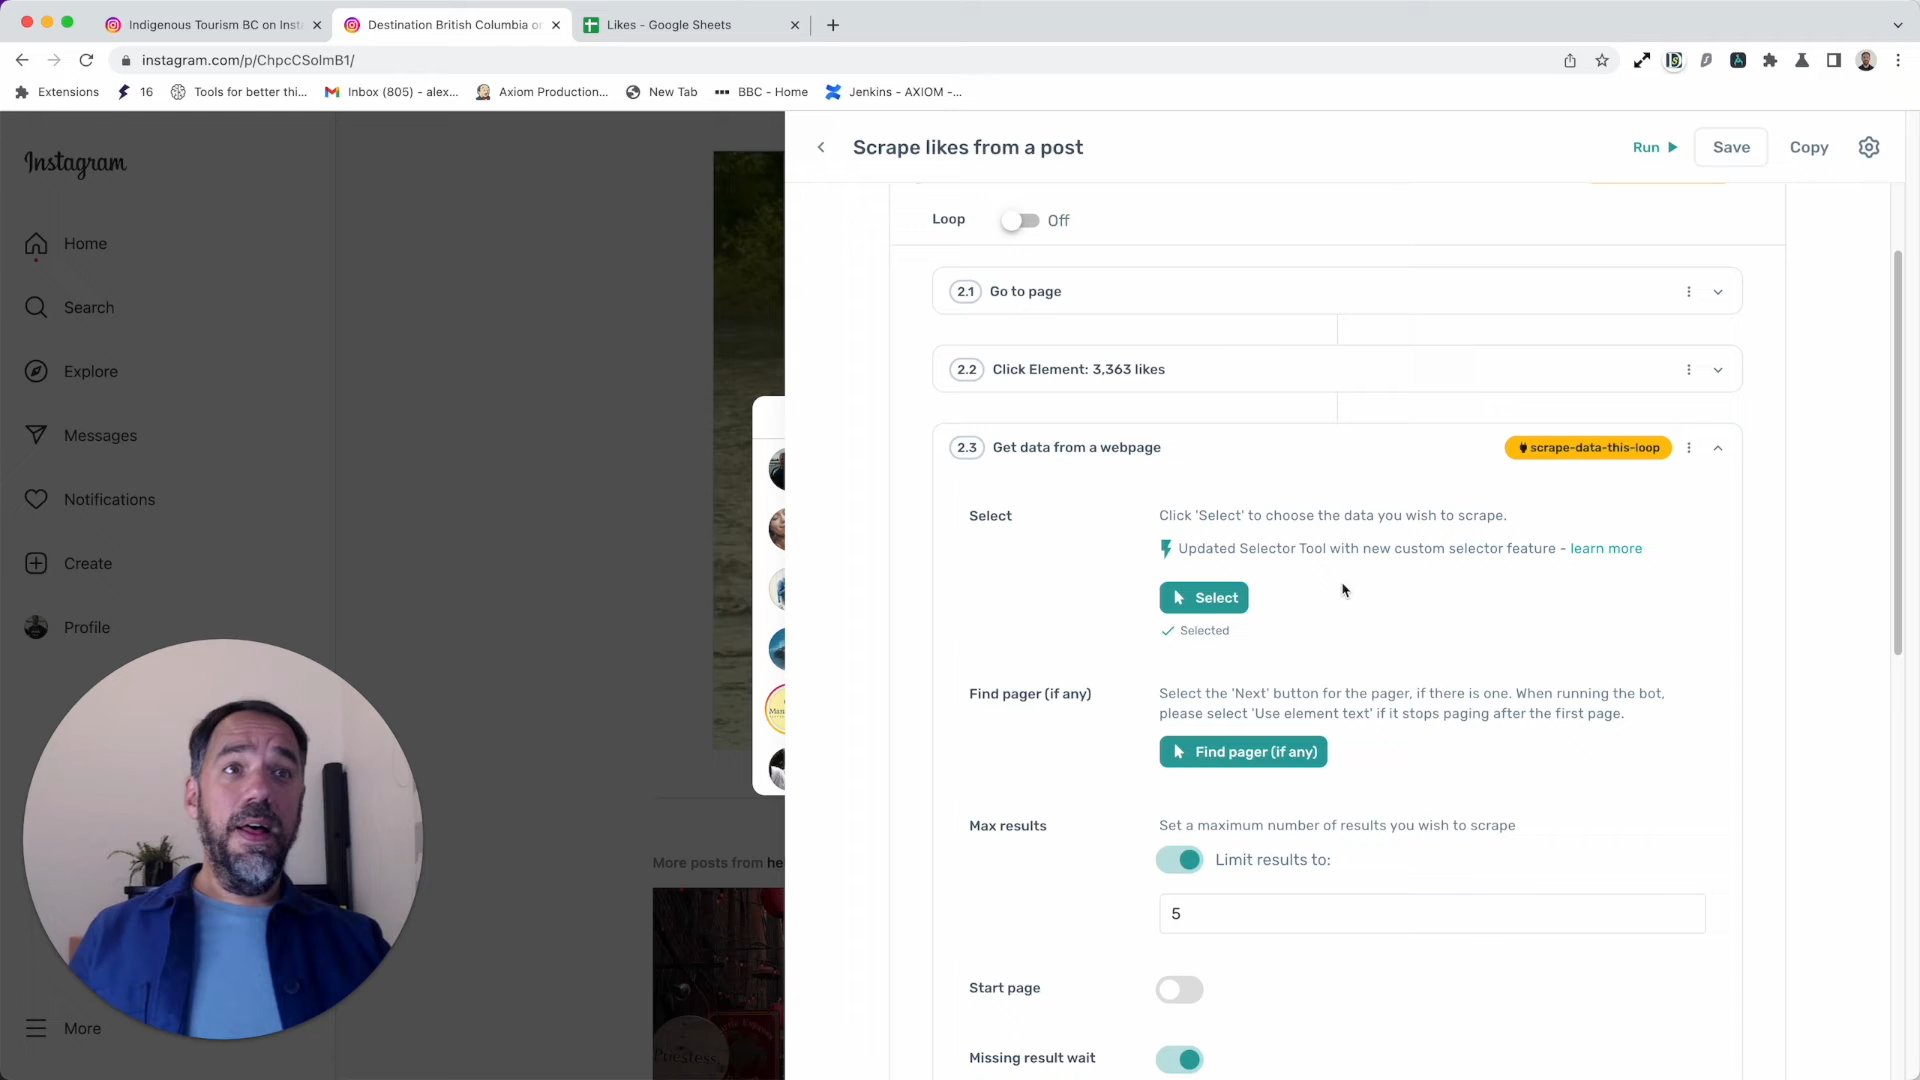 Indigenous Tourism BC on Inst
Destination British Columbia o
Likes - Google Sheets
instagram.com/p/ChpcCSolmB1/
Extensions
16
Tools for better thi...
Inbox (805) - alex...
Axiom Production...
New Tab
BBC - Home
Jenkins - AXIOM -...
Instagram
Home
Search
Explore
Messages
Notifications
Create
Profile
More
More posts from he
Priestess
Scrape likes from a post
Run
Save
Copy
Loop
Off
2.1 Go to page
2.2 Click Element: 3,363 likes
2.3 Get data from a webpage
scrape-data-this-loop
Select
Click 'Select' to choose the data you wish to scrape.
Updated Selector Tool with new custom selector feature - learn more
Select
Selected
Find pager (if any)
Select the 'Next' button for the pager, if there is one. When running the bot,
please select 'Use element text' if it stops paging after the first page.
Find pager (if any)
Max results
Set a maximum number of results you wish to scrape
Limit results to:
5
Start page
Missing result wait